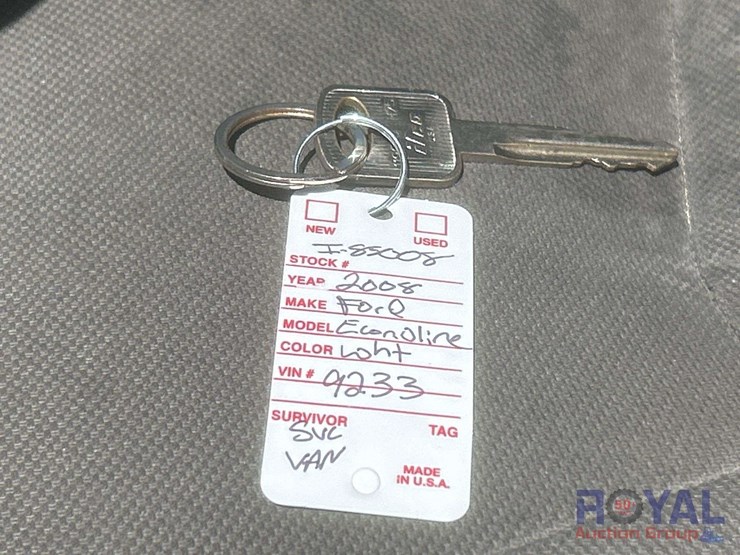 Ilco
NEW
USED
I-85008
STOCK #
YEAR 2008
MAKE Ford
MODEL Econoline
COLOR Wht
VIN # 9233
SURVIVOR TAG
SVC
VAN
MADE
IN U.S.A.
ROYAL
Auction Group